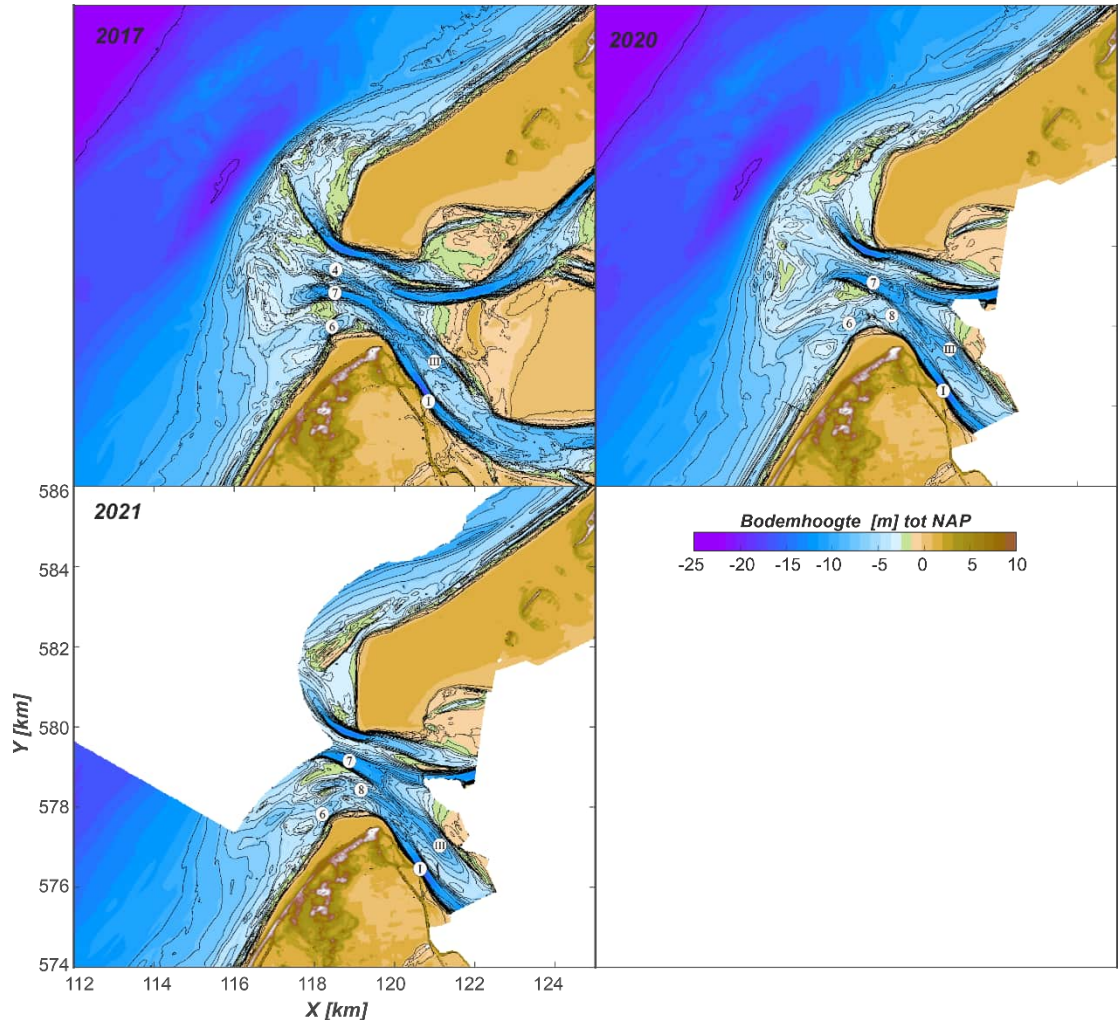 2017
4
7
6
III
I
2020
7
6
8
III
I
2021
7
8
6
III
I
Bodemhoogte [m] tot NAP
-25 -20 -15 -10 -5 0 5 10
586
584
582
580
578
576
574
Y [km]
112 114 116 118 120 122 124
X [km]